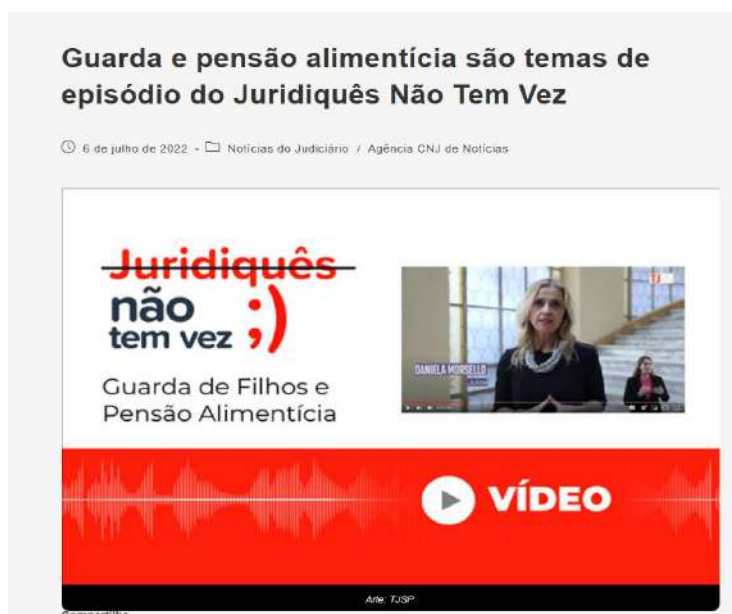 Guarda e pensão alimentícia são temas de
episódio do Juridiquês Não Tem Vez
6 de julho de 2022 - Notícias do Judiciário / Agência CNJ de Notícias
Juridiquês
não
tem vez ;)
Guarda de Filhos e
Pensão Alimentícia
DANIELA MORSELLO
VÍDEO
Arte: TJSP
Compartilhe